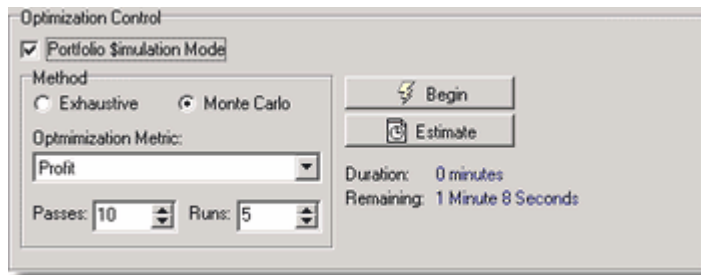 Optimization Control
Portfolio $imulation Mode
Method
Exhaustive Monte Carlo
Optmimization Metric:
Profit
Passes: 10 Runs: 5
Begin
Estimate
Duration: 0 minutes
Remaining: 1 Minute 8 Seconds